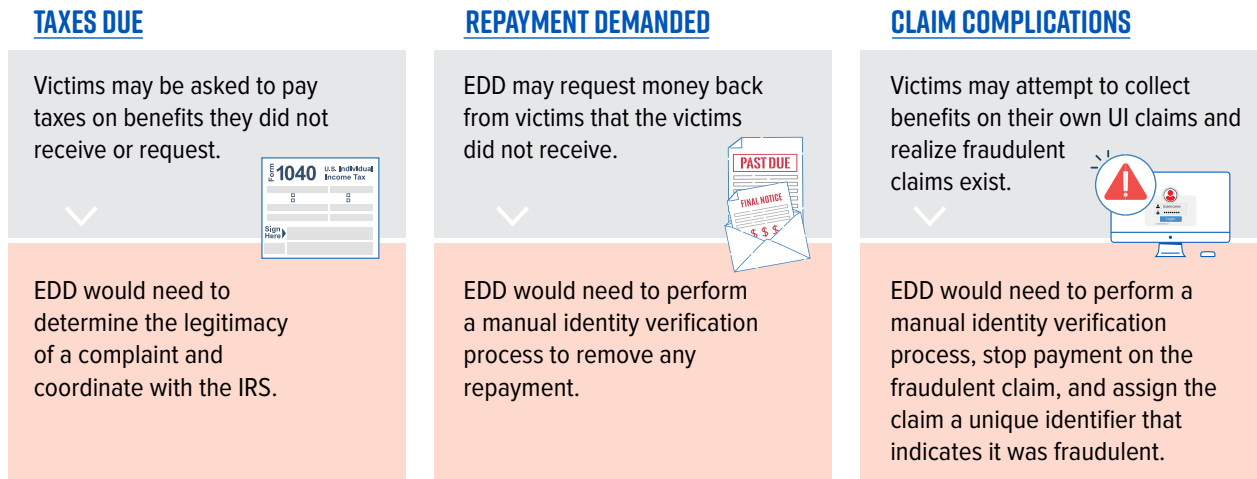 TAXES DUE
Victims may be asked to pay
taxes on benefits they did not
receive or request.
Form 1040 U.S. Individual
Income Tax
Sign
Here
EDD would need to
determine the legitimacy
of a complaint and
coordinate with the IRS.
REPAYMENT DEMANDED
EDD may request money back
from victims that the victims
did not receive.
PAST DUE
FINAL NOTICE
$ $ $
EDD would need to perform
a manual identity verification
process to remove any
repayment.
CLAIM COMPLICATIONS
Victims may attempt to collect
benefits on their own UI claims and
realize fraudulent
claims exist.
Username
EDD would need to perform a
manual identity verification
process, stop payment on the
fraudulent claim, and assign the
claim a unique identifier that
indicates it was fraudulent.